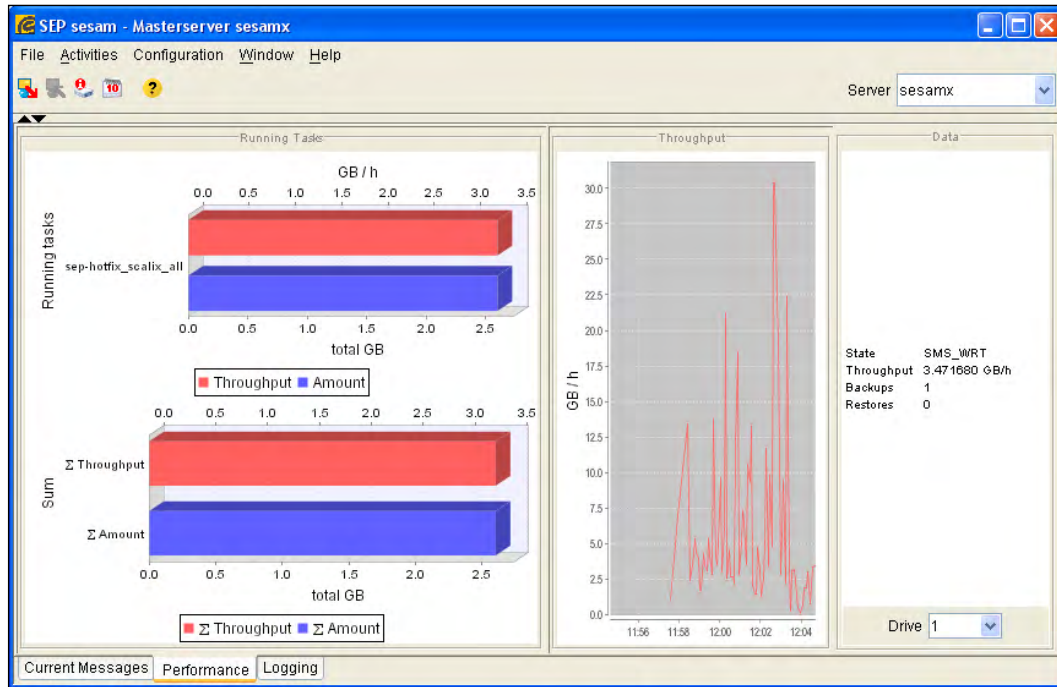 SEP sesam - Masterserver sesamx
File Activities Configuration Window Help
10 ?
Server sesamx
Running Tasks
GB / h
0.0 0.5 1.0 1.5 2.0 2.5 3.0 3.5
Running tasks
sep-hotfix_scalix_all
0.0 0.5 1.0 1.5 2.0 2.5
total GB
Throughput Amount
0.0 0.5 1.0 1.5 2.0 2.5 3.0 3.5
Sum
Σ Throughput
Σ Amount
0.0 0.5 1.0 1.5 2.0 2.5
total GB
Σ Throughput Σ Amount
Throughput
GB / h
30.0
27.5
25.0
22.5
20.0
17.5
15.0
12.5
10.0
7.5
5.0
2.5
0.0
11:56 11:58 12:00 12:02 12:04
Data
State SMS_WRT
Throughput 3.471680 GB/h
Backups 1
Restores 0
Drive 1
Current Messages Performance Logging